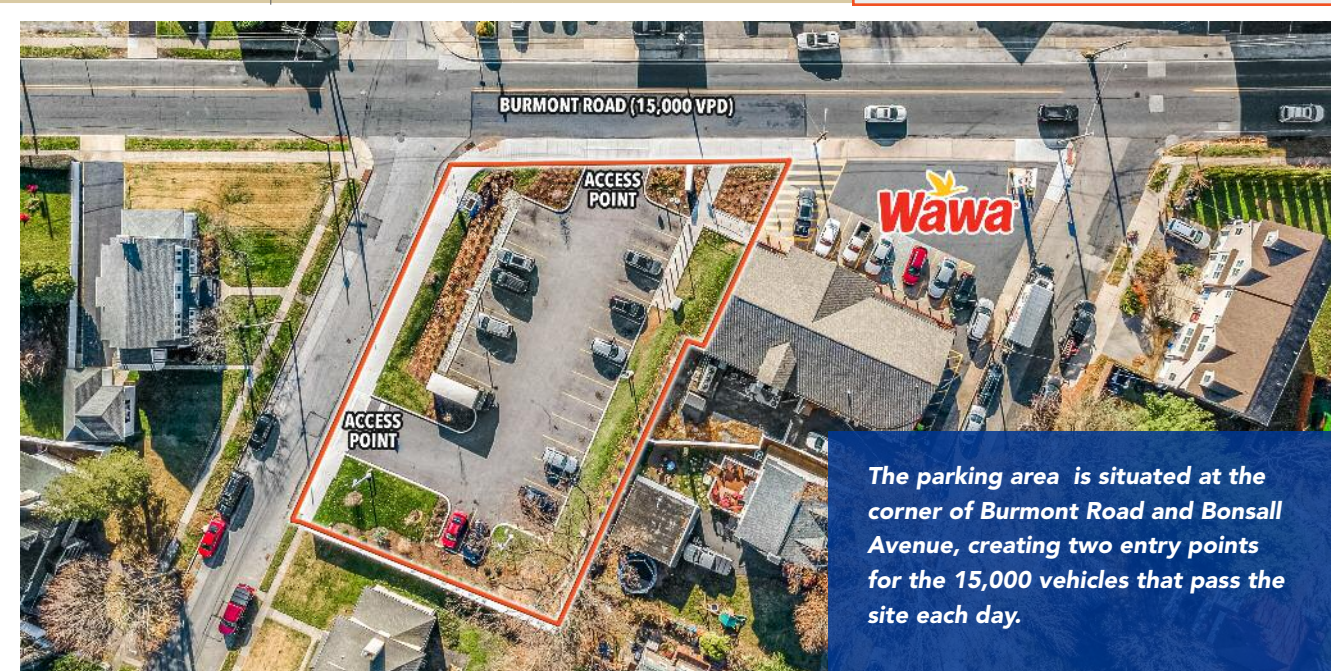 BURMONT ROAD (15,000 VPD)
ACCESS
POINT
Wawa
ACCESS
POINT
The parking area  is situated at the
corner of Burmont Road and Bonsall
Avenue, creating two entry points
for the 15,000 vehicles that pass the
site each day.